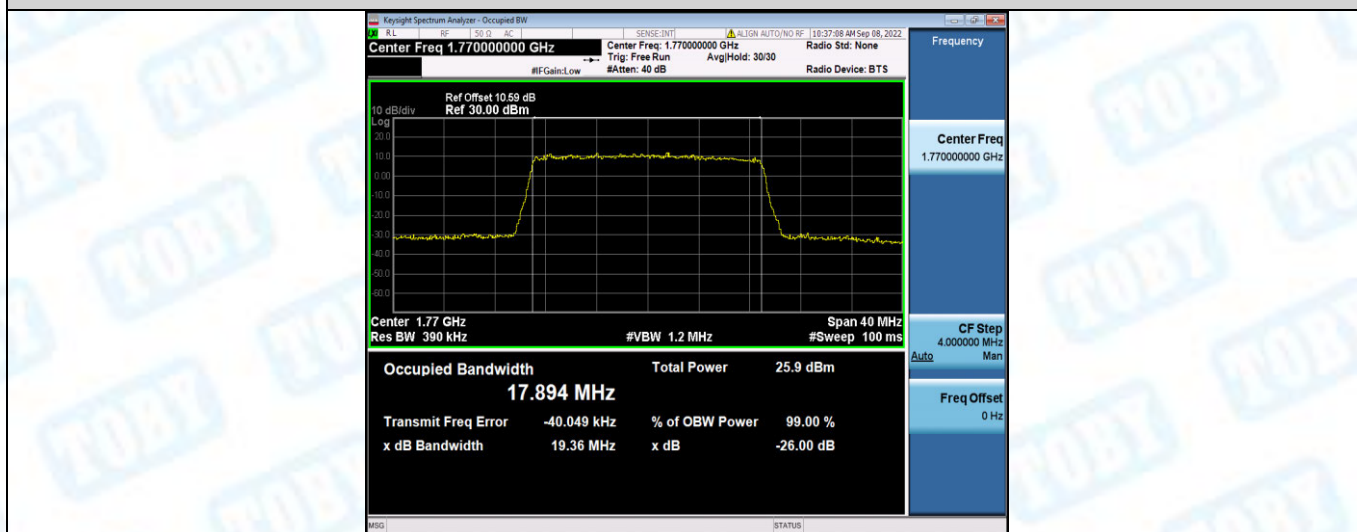 Keysight Spectrum Analyzer - Occupied BW
RL RF 50 Ω AC SENSE:INT ALIGN AUTO/NO RF 10:37:08 AM Sep 08, 2022
Center Freq 1.770000000 GHz
Center Freq: 1.770000000 GHz Radio Std: None
Trig: Free Run Avg|Hold: 30/30
#IFGain:Low #Atten: 40 dB Radio Device: BTS
Frequency
Ref Offset 10.59 dB
10 dB/div Ref 30.00 dBm
Log
20.0
10.0
0.00
-10.0
-20.0
-30.0
-40.0
-50.0
-60.0
Center 1.77 GHz Span 40 MHz
Res BW 390 kHz #VBW 1.2 MHz #Sweep 100 ms
Occupied Bandwidth Total Power 25.9 dBm
17.894 MHz
Transmit Freq Error -40.049 kHz % of OBW Power 99.00 %
x dB Bandwidth 19.36 MHz x dB -26.00 dB
Center Freq
1.770000000 GHz
CF Step
4.000000 MHz
Auto Man
Freq Offset
0 Hz
MSG STATUS
TOBY
TOBY
TOBY
TOBY
TOBY
TOBY